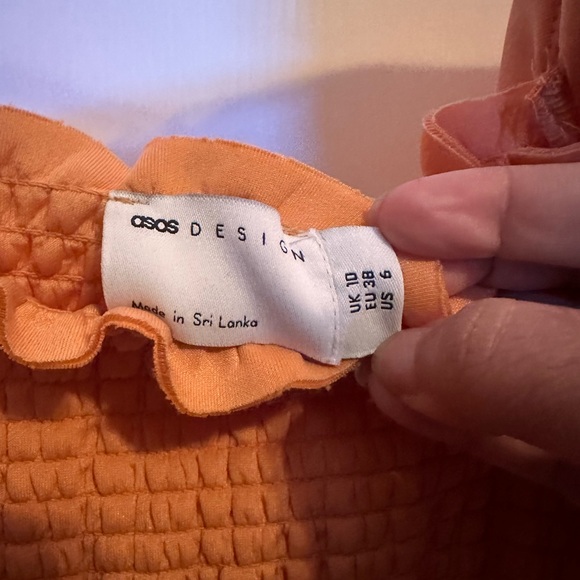 asos DESIGN
Made in Sri Lanka
UK 10
EU 38
US 6